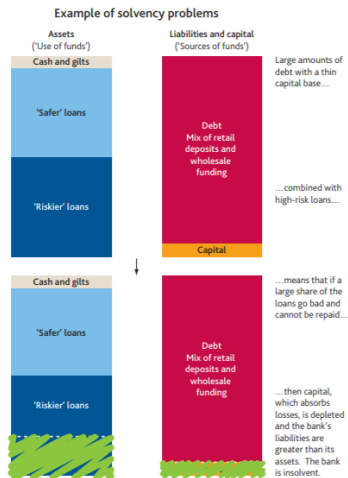 Example of solvency problems
Assets
('Use of funds')
Liabilities and capital
('Sources of funds')
Cash and gilts
'Safer' loans
'Riskier' loans
Debt
Mix of retail
deposits and
wholesale
funding
Capital
Large amounts of
debt with a thin
capital base…
…combined with
high-risk loans…
Cash and gilts
'Safer' loans
'Riskier' loans
Debt
Mix of retail
deposits and
wholesale
funding
…means that if a
large share of the
loans go bad and
cannot be repaid…
…then capital,
which absorbs
losses, is depleted
and the bank's
liabilities are
greater than its
assets. The bank
is insolvent.